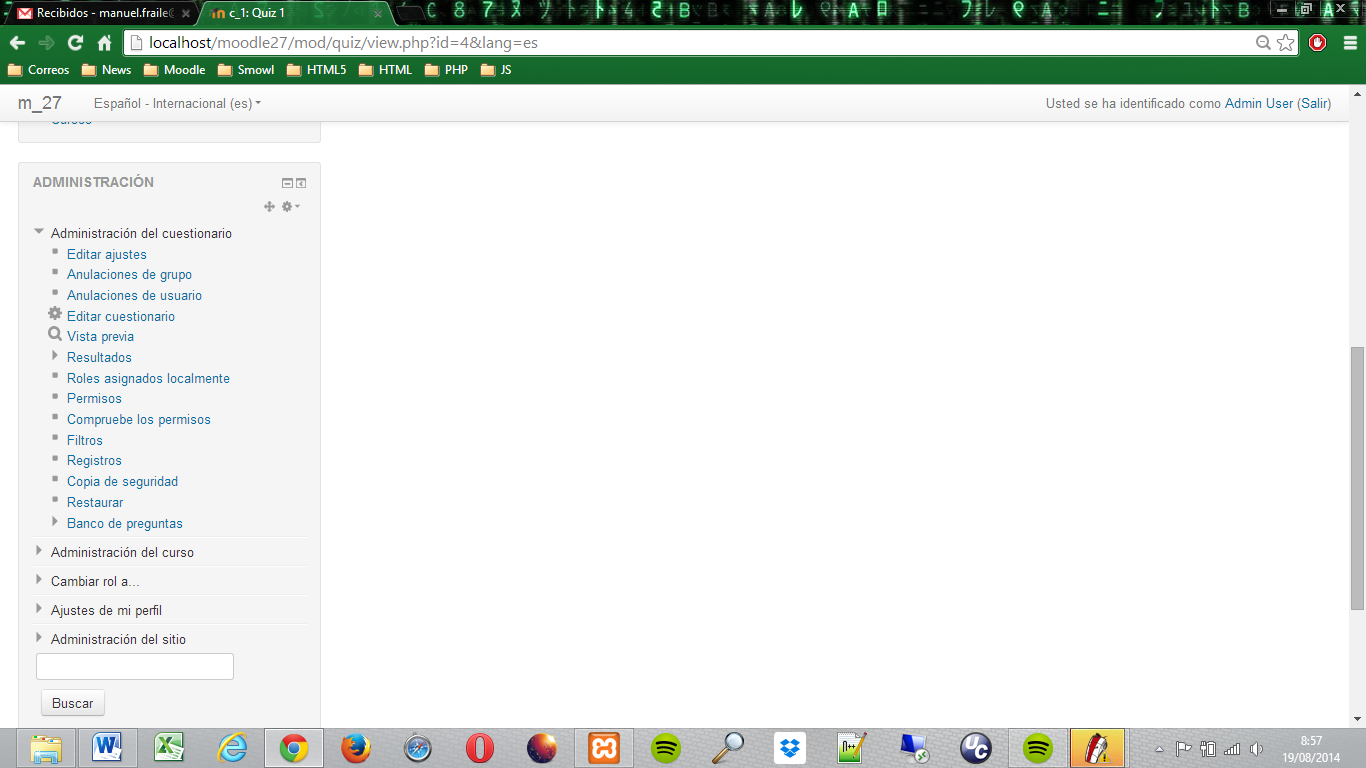 Recibidos - manuel.fraile@
c_1: Quiz 1
localhost/moodle27/mod/quiz/view.php?id=4&lang=es
Correos News Moodle Smowl HTML5 HTML PHP JS
m_27 Español - Internacional (es) Usted se ha identificado como Admin User (Salir)
Cursos
ADMINISTRACIÓN
Administración del cuestionario
Editar ajustes
Anulaciones de grupo
Anulaciones de usuario
Editar cuestionario
Vista previa
Resultados
Roles asignados localmente
Permisos
Compruebe los permisos
Filtros
Registros
Copia de seguridad
Restaurar
Banco de preguntas
Administración del curso
Cambiar rol a...
Ajustes de mi perfil
Administración del sitio
Buscar
8:57
19/08/2014